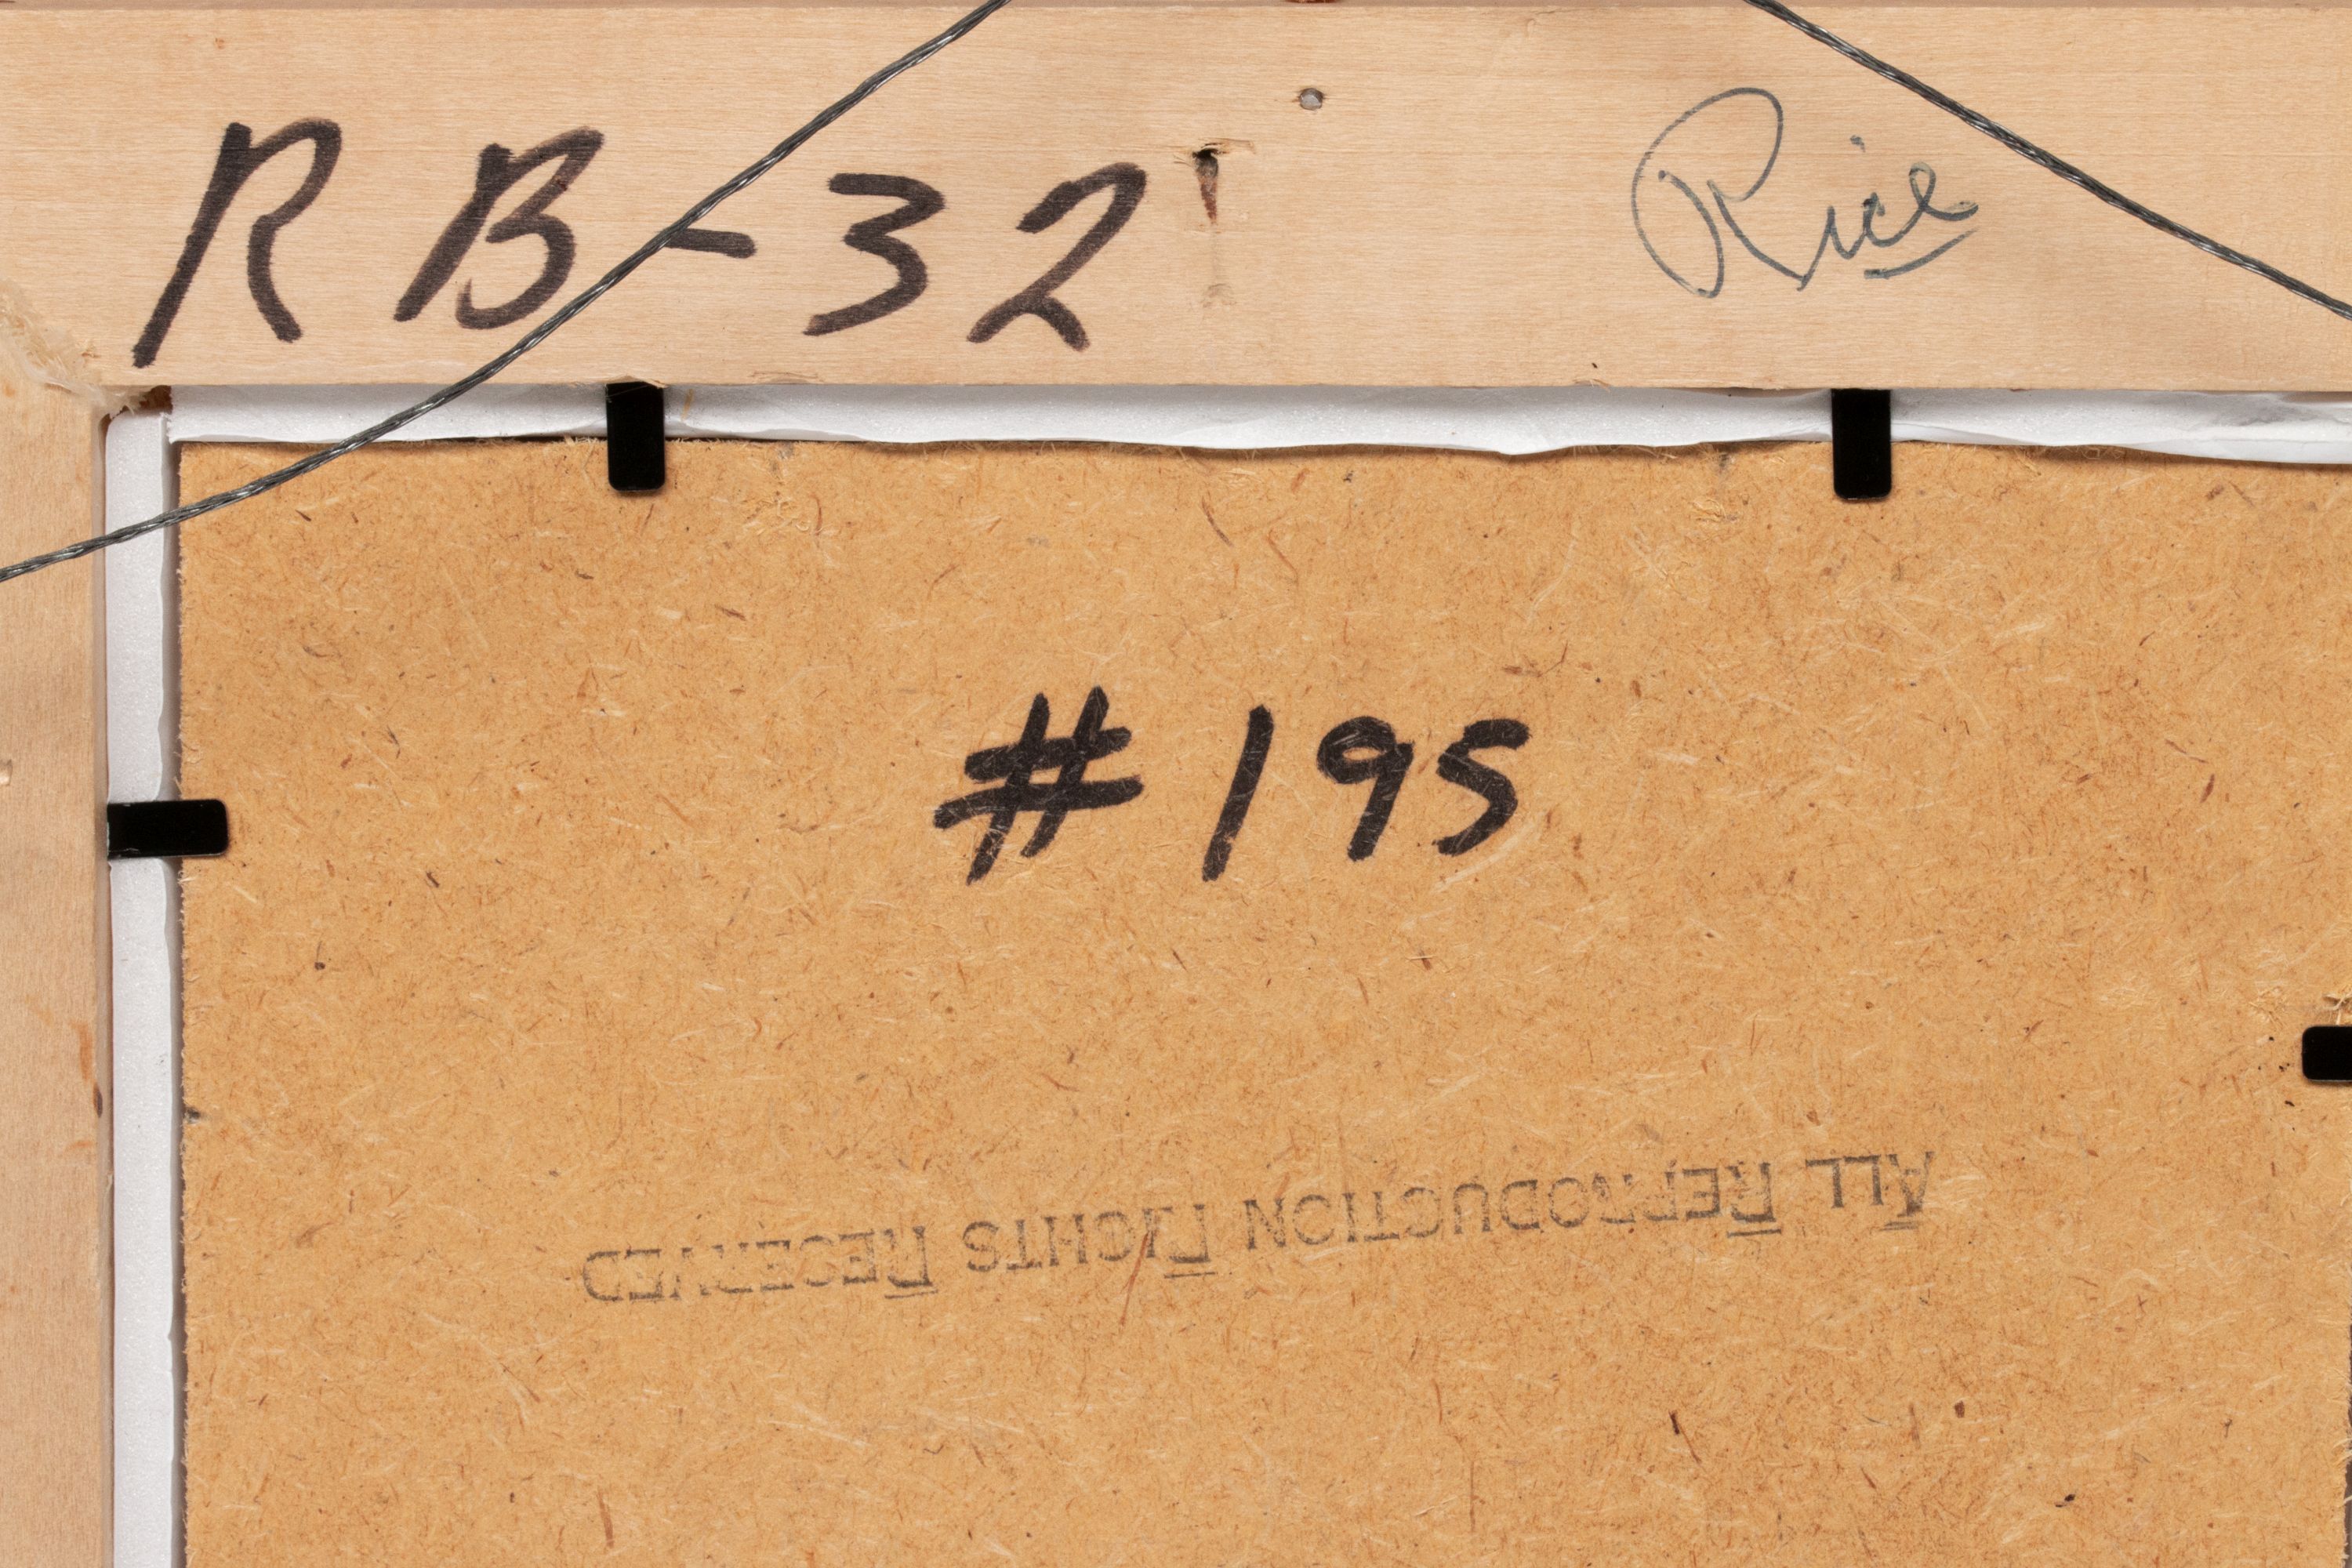 RB-32
Rice
#195
ALL REPRODUCTION RIGHTS RESERVED